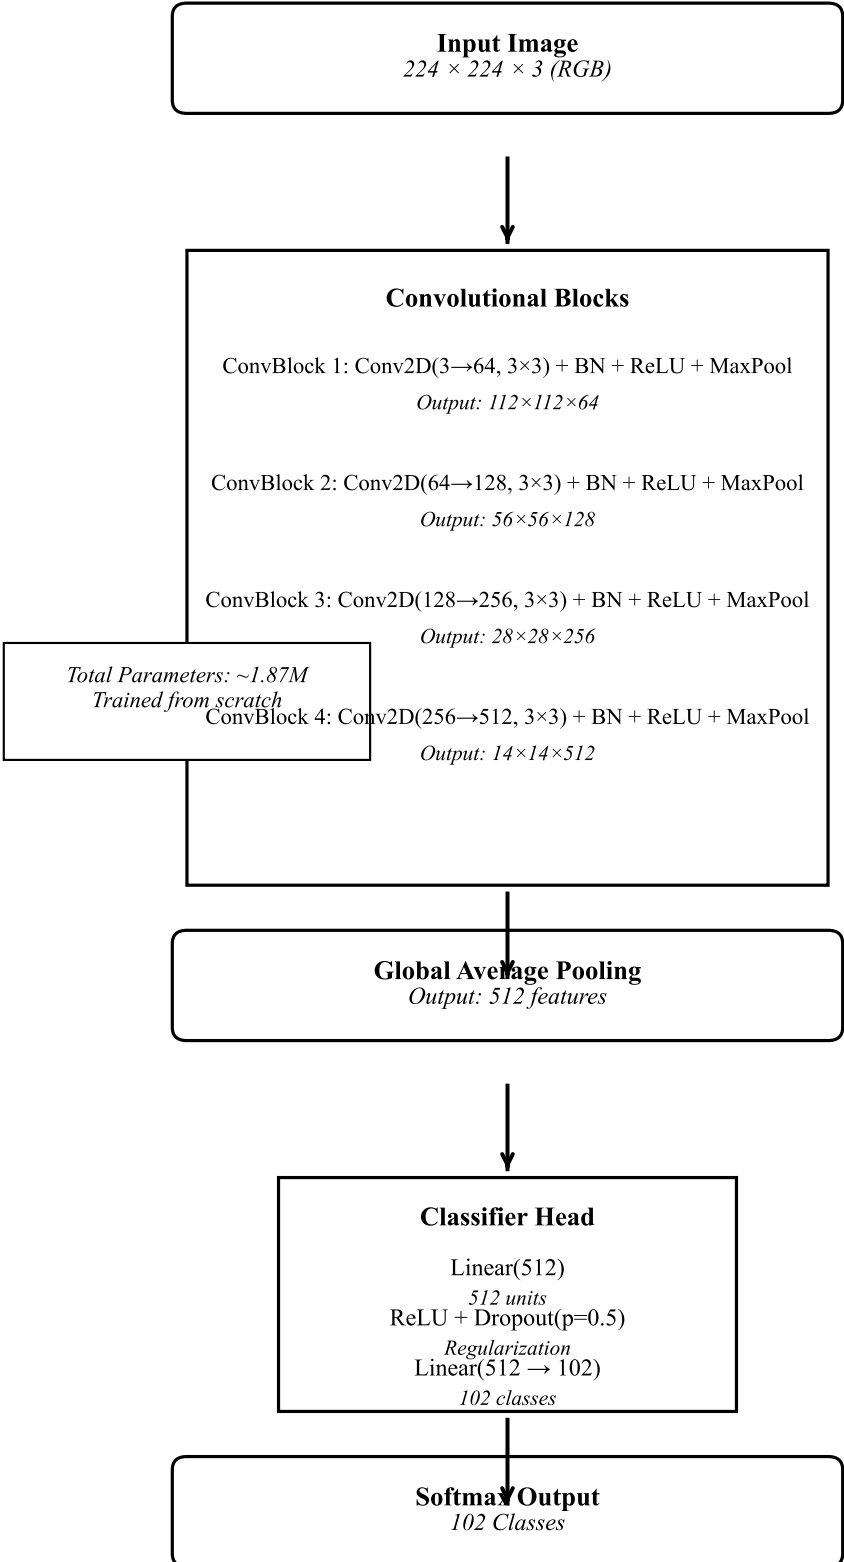 Input Image
224 × 224 × 3 (RGB)
Convolutional Blocks
ConvBlock 1: Conv2D(3→64, 3×3) + BN + ReLU + MaxPool
Output: 112×112×64
ConvBlock 2: Conv2D(64→128, 3×3) + BN + ReLU + MaxPool
Output: 56×56×128
ConvBlock 3: Conv2D(128→256, 3×3) + BN + ReLU + MaxPool
Output: 28×28×256
Total Parameters: ~1.87M
Trained from scratch
ConvBlock 4: Conv2D(256→512, 3×3) + BN + ReLU + MaxPool
Output: 14×14×512
Global Average Pooling
Output: 512 features
Classifier Head
Linear(512)
512 units
ReLU + Dropout(p=0.5)
Regularization
Linear(512 → 102)
102 classes
Softmax Output
102 Classes